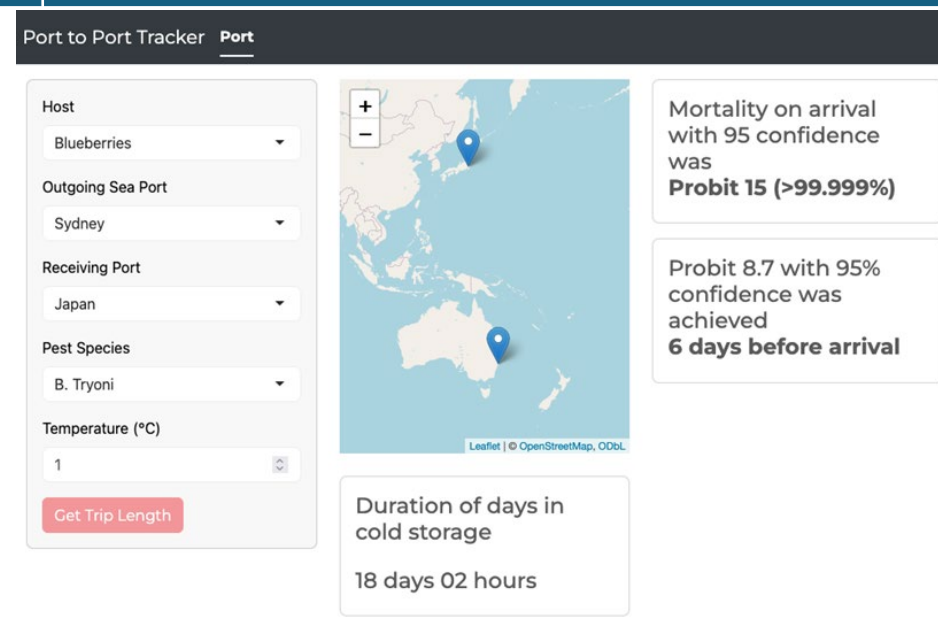 Port to Port Tracker Port
Host
Blueberries
Outgoing Sea Port
Sydney
Receiving Port
Japan
Pest Species
B. Tryoni
Temperature (°C)
1
Get Trip Length
+
−
Leaflet | © OpenStreetMap, ODbL
Duration of days in
cold storage
18 days 02 hours
Mortality on arrival
with 95 confidence
was
Probit 15 (>99.999%)
Probit 8.7 with 95%
confidence was
achieved
6 days before arrival